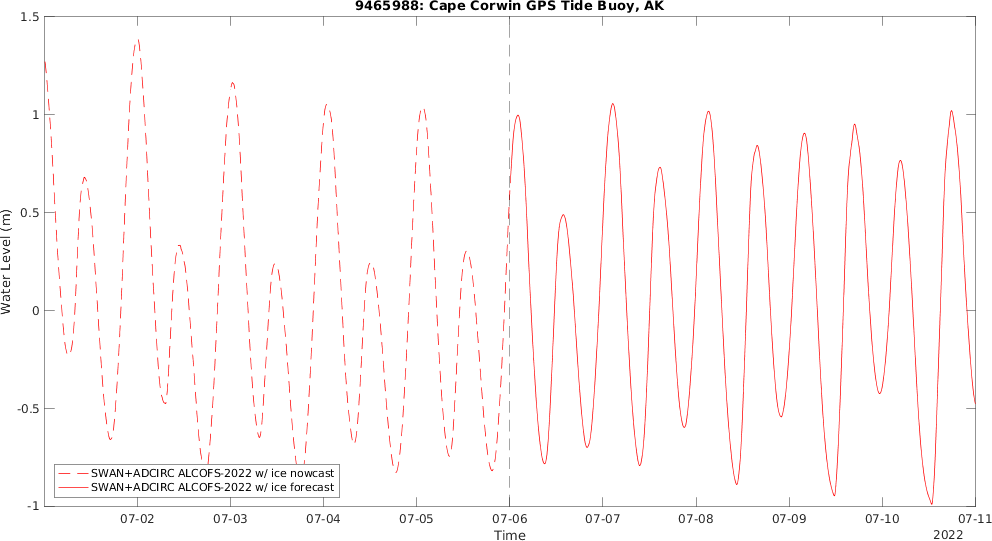 9465988: Cape Corwin GPS Tide Buoy, AK
1.5
1
0.5
0
-0.5
-1
Water Level (m)
SWAN+ADCIRC ALCOFS-2022 w/ ice nowcast
SWAN+ADCIRC ALCOFS-2022 w/ ice forecast
07-02 07-03 07-04 07-05 07-06 07-07 07-08 07-09 07-10 07-11
Time
2022